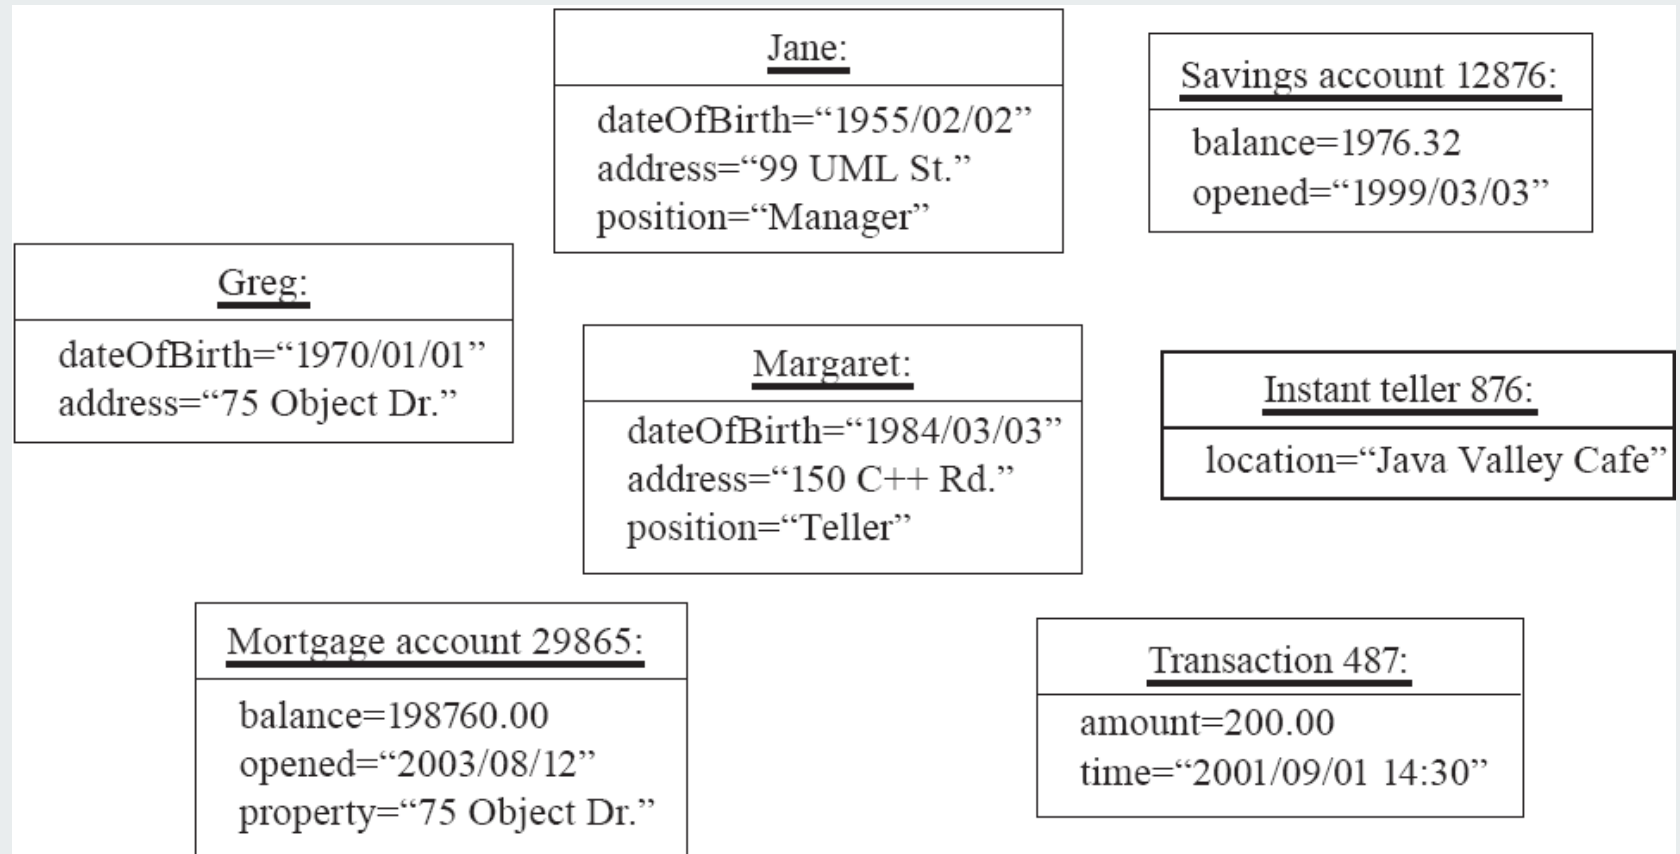 Jane:
dateOfBirth=“1955/02/02”
address=“99 UML St.”
position=“Manager”
Savings account 12876:
balance=1976.32
opened=“1999/03/03”
Greg:
dateOfBirth=“1970/01/01”
address=“75 Object Dr.”
Margaret:
dateOfBirth=“1984/03/03”
address=“150 C++ Rd.”
position=“Teller”
Instant teller 876:
location=“Java Valley Cafe”
Mortgage account 29865:
balance=198760.00
opened=“2003/08/12”
property=“75 Object Dr.”
Transaction 487:
amount=200.00
time=“2001/09/01 14:30”